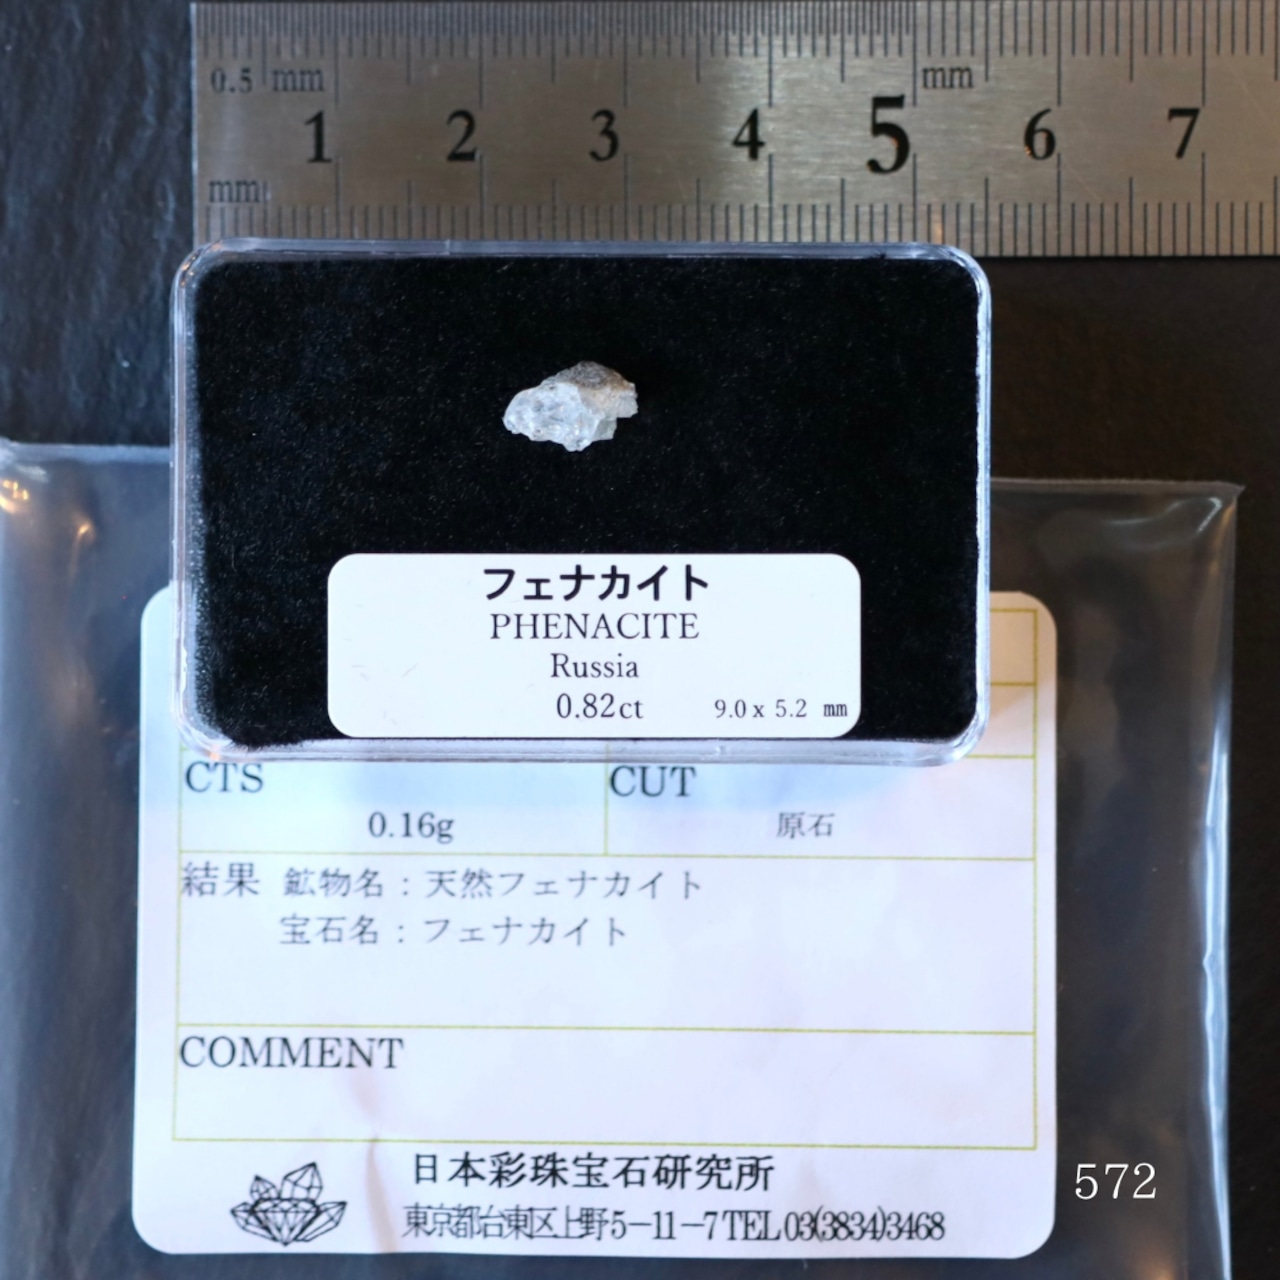 0.5 mm
mm
1 2 3 4 5 6 7
mm
フェナカイト
PHENACITE
Russia
0.82ct 9.0 x 5.2 mm
CTS CUT
0.16g 原石
結果 鉱物名：天然フェナカイト
宝石名：フェナカイト
COMMENT
日本彩珠宝石研究所
東京都台東区上野5－11－7 TEL 03(3834)3468
572